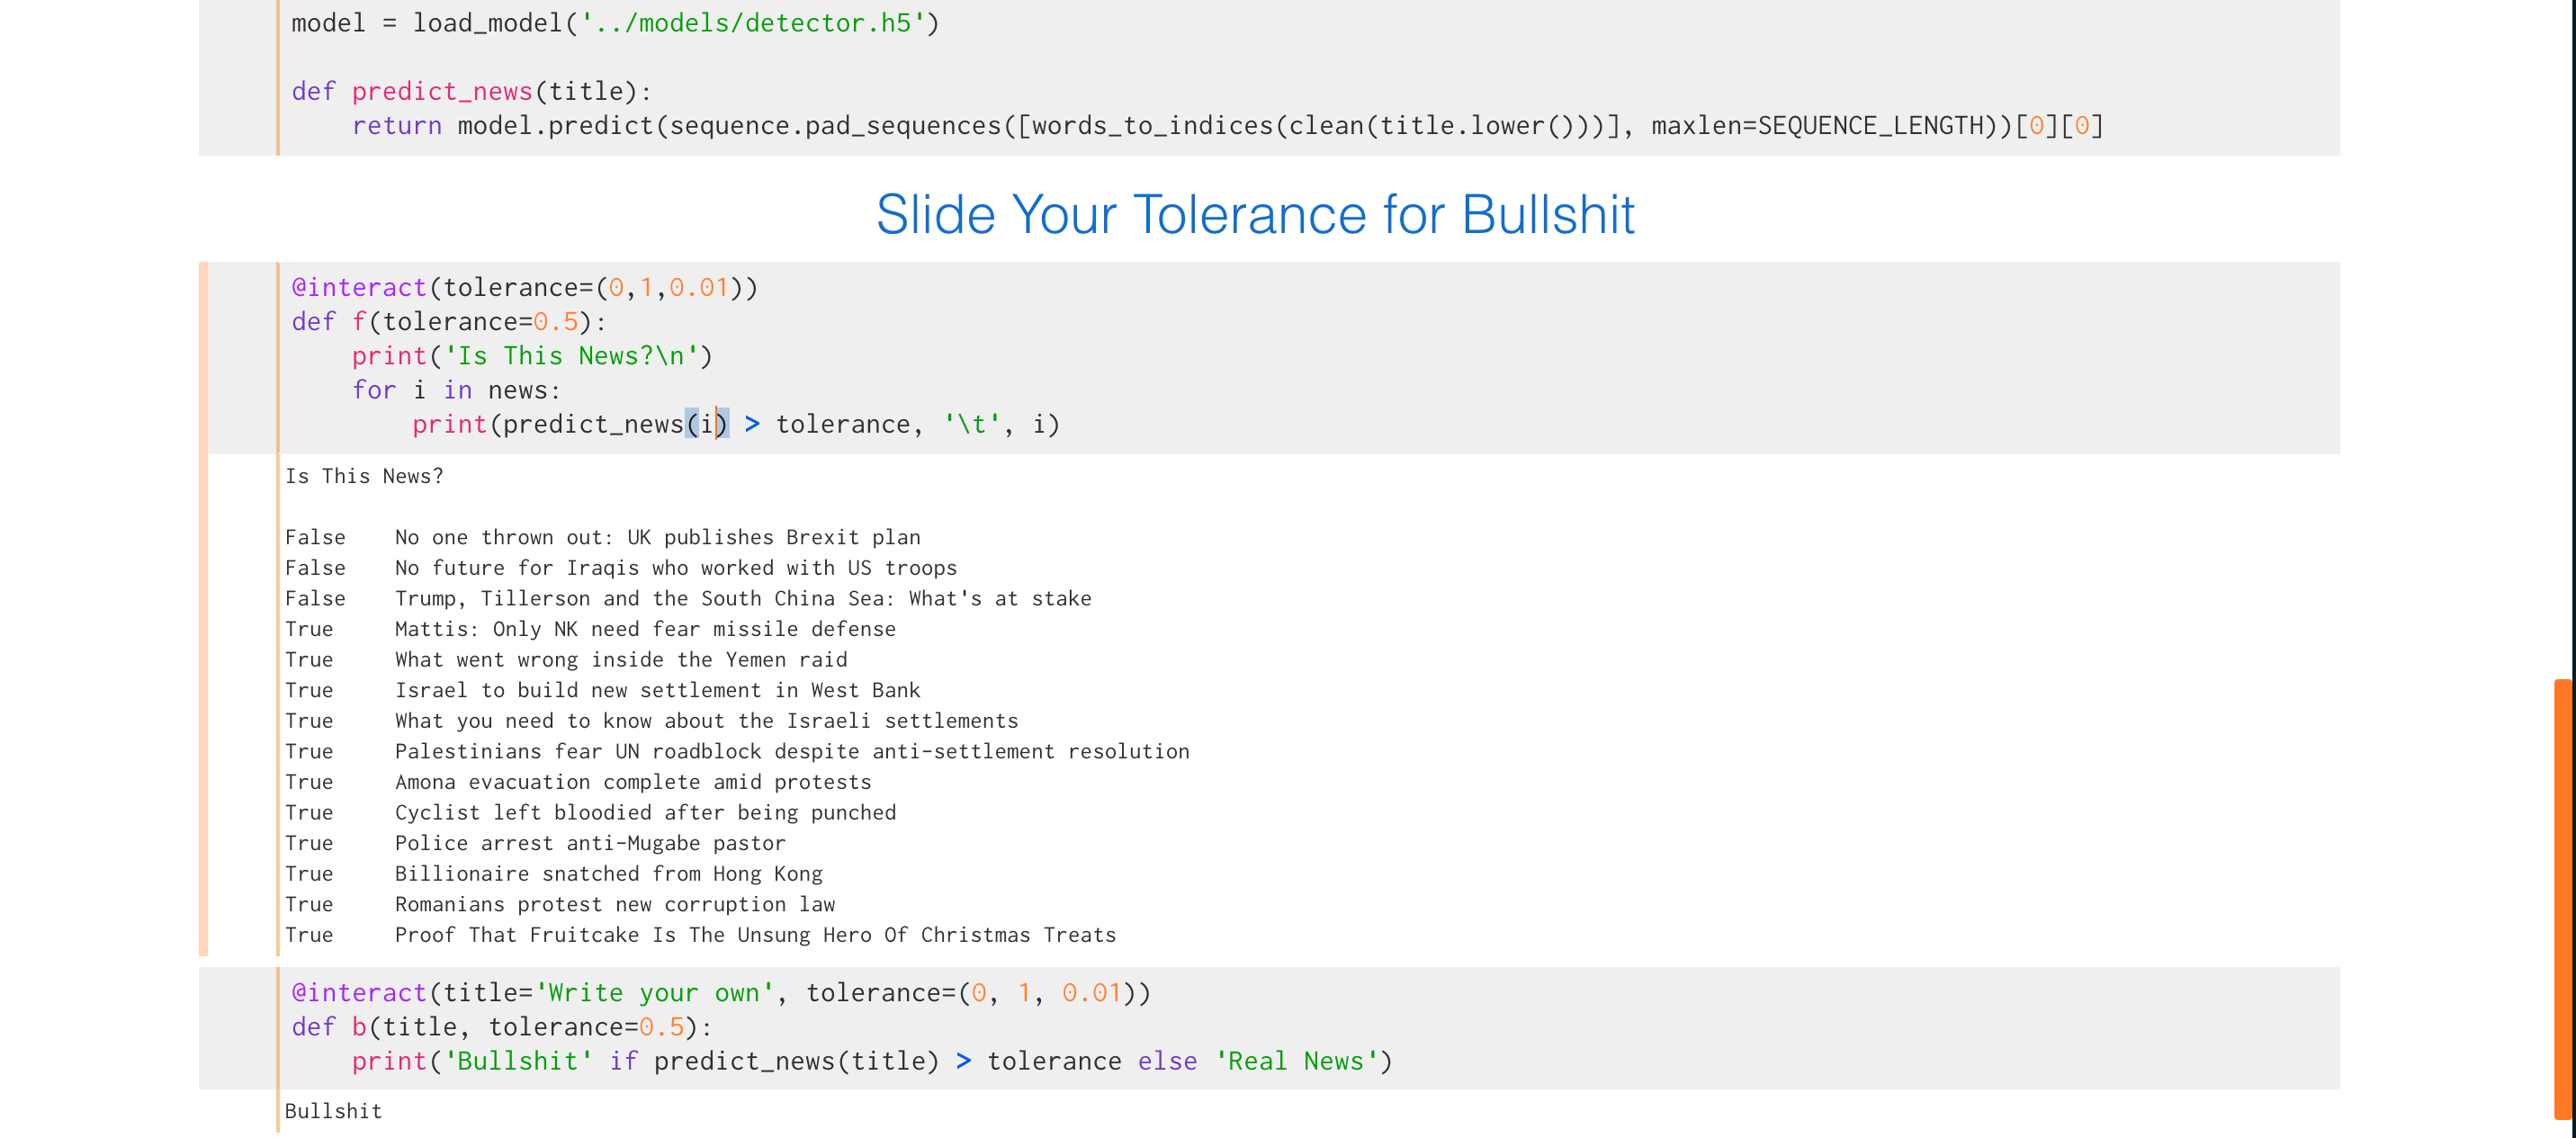 model = load_model('../models/detector.h5')
def predict_news(title):
    return model.predict(sequence.pad_sequences([words_to_indices(clean(title.lower()))], maxlen=SEQUENCE_LENGTH))[0][0]
Slide Your Tolerance for Bullshit
@interact(tolerance=(0,1,0.01))
def f(tolerance=0.5):
    print('Is This News?\n')
    for i in news:
        print(predict_news(i) > tolerance, '\t', i)
Is This News?
False    No one thrown out: UK publishes Brexit plan
False    No future for Iraqis who worked with US troops
False    Trump, Tillerson and the South China Sea: What's at stake
True     Mattis: Only NK need fear missile defense
True     What went wrong inside the Yemen raid
True     Israel to build new settlement in West Bank
True     What you need to know about the Israeli settlements
True     Palestinians fear UN roadblock despite anti-settlement resolution
True     Amona evacuation complete amid protests
True     Cyclist left bloodied after being punched
True     Police arrest anti-Mugabe pastor
True     Billionaire snatched from Hong Kong
True     Romanians protest new corruption law
True     Proof That Fruitcake Is The Unsung Hero Of Christmas Treats
@interact(title='Write your own', tolerance=(0, 1, 0.01))
def b(title, tolerance=0.5):
    print('Bullshit' if predict_news(title) > tolerance else 'Real News')
Bullshit